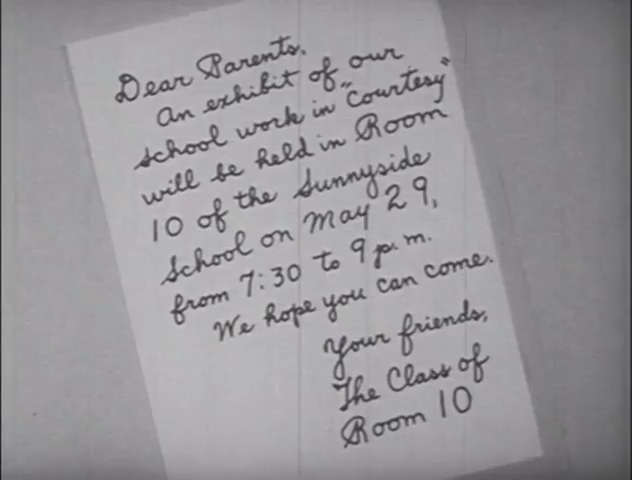 Dear Parents,
An exhibit of our
school work in "Courtesy"
will be held in Room
10 of the Sunnyside
School on May 29,
from 7:30 to 9 p.m.
We hope you can come.
Your friends,
The Class of
Room 10